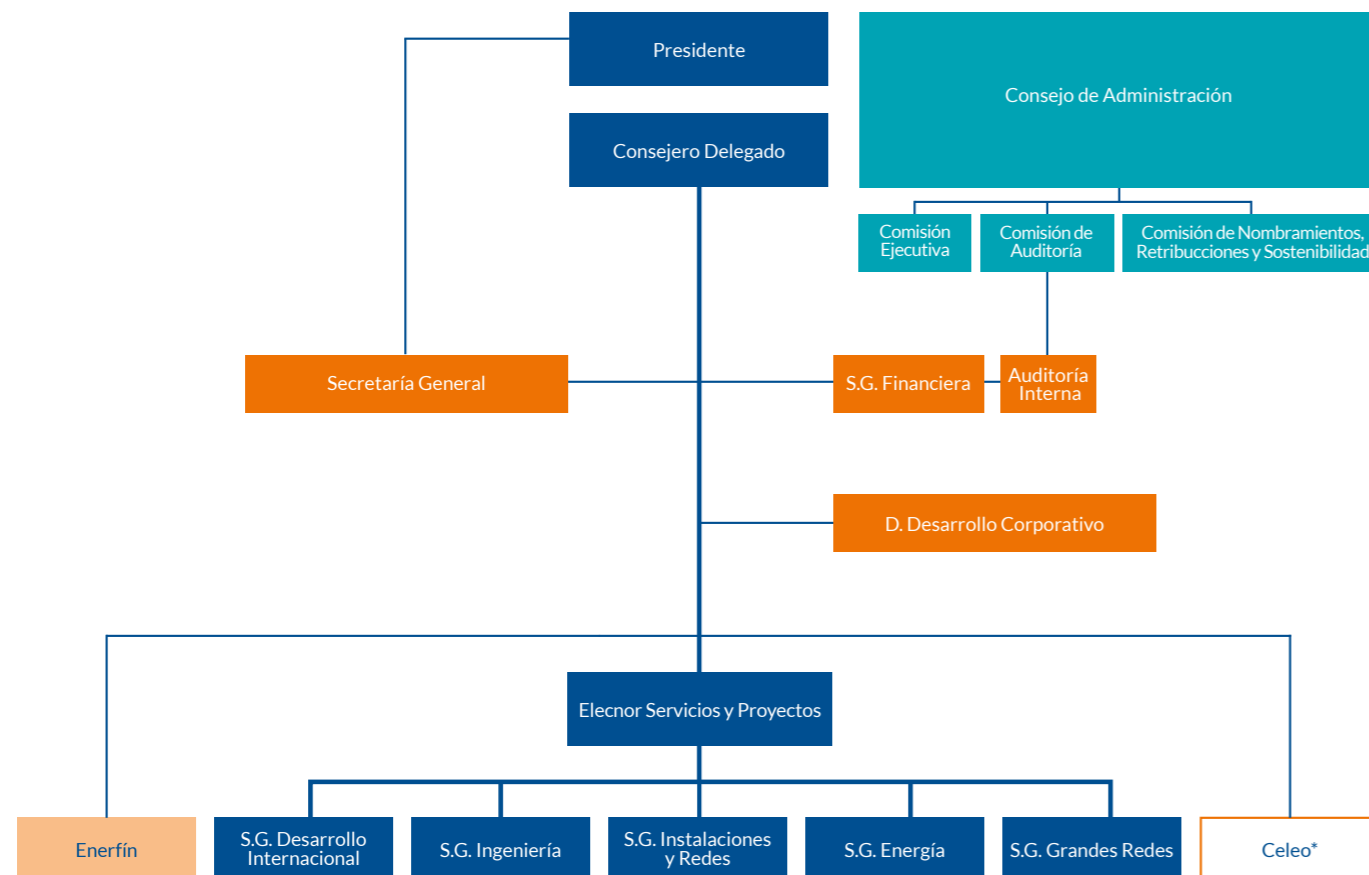 Presidente
Consejo de Administración
Consejero Delegado
Comisión
Ejecutiva
Comisión de
Auditoría
Comisión de Nombramientos,
Retribucciones y Sostenibilidad
Secretaría General
S.G. Financiera
Auditoría
Interna
D. Desarrollo Corporativo
Elecnor Servicios y Proyectos
Enerfín
S.G. Desarrollo
Internacional
S.G. Ingeniería
S.G. Instalaciones
y Redes
S.G. Energía
S.G. Grandes Redes
Celeo*